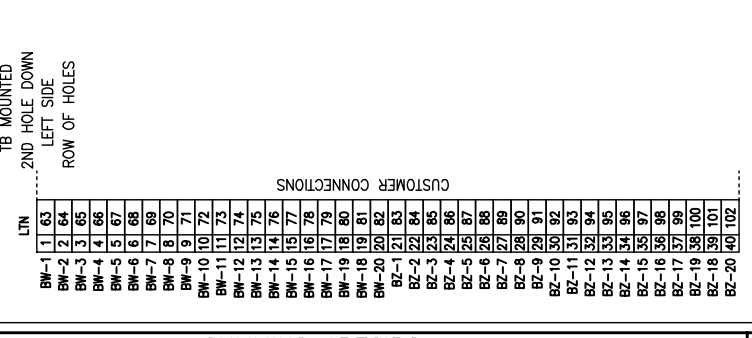 TB MOUNTED
2ND HOLE DOWN
LEFT SIDE
ROW OF HOLES
CUSTOMER CONNECTIONS
LTN
BW-1 1 63
BW-2 2 64
BW-3 3 65
BW-4 4 66
BW-5 5 67
BW-6 6 68
BW-7 7 69
BW-8 8 70
BW-9 9 71
BW-10 10 72
BW-11 11 73
BW-12 12 74
BW-13 13 75
BW-14 14 76
BW-15 15 77
BW-16 16 78
BW-17 17 79
BW-19 18 80
BW-18 19 81
BW-20 20 82
BZ-1 21 83
BZ-2 22 84
BZ-3 23 85
BZ-4 24 86
BZ-5 25 87
BZ-6 26 88
BZ-7 27 89
BZ-8 28 90
BZ-9 29 91
BZ-10 30 92
BZ-11 31 93
BZ-12 32 94
BZ-13 33 95
BZ-14 34 96
BZ-15 35 97
BZ-16 36 98
BZ-17 37 99
BZ-19 38 100
BZ-18 39 101
BZ-20 40 102